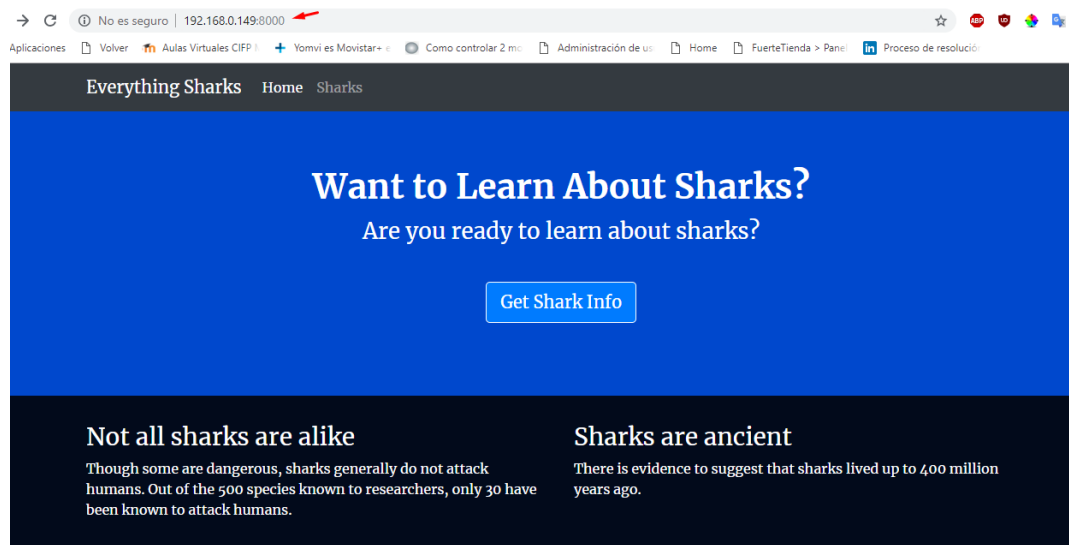 No es seguro | 192.168.0.149:8000
ABP
Aplicaciones Volver Aulas Virtuales CIFP Yomvi es Movistar+ e Como controlar 2 mo Administración de us Home FuerteTienda > Panel in Proceso de resolució
Everything Sharks Home Sharks
Want to Learn About Sharks?
Are you ready to learn about sharks?
Get Shark Info
Not all sharks are alike
Though some are dangerous, sharks generally do not attack
humans. Out of the 500 species known to researchers, only 30 have
been known to attack humans.
Sharks are ancient
There is evidence to suggest that sharks lived up to 400 million
years ago.